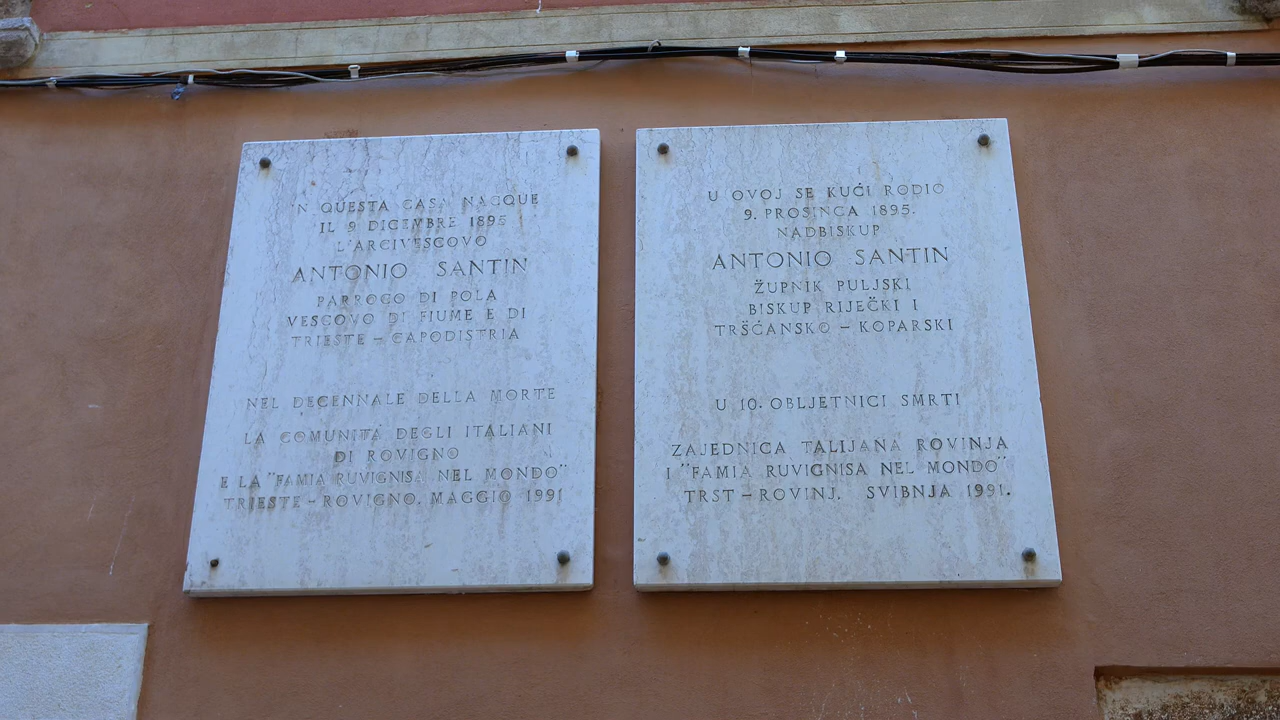 IN QUESTA CASA NACQUE
IL 9 DICEMBRE 1895
L'ARCIVESCOVO
ANTONIO SANTIN
PARROCO DI POLA
VESCOVO DI FIUME E DI
TRIESTE - CAPODISTRIA
NEL DECENNALE DELLA MORTE
LA COMUNITÀ DEGLI ITALIANI
DI ROVIGNO
E LA "FAMIA RUVIGNISA NEL MONDO"
TRIESTE - ROVIGNO, MAGGIO 1991
U OVOJ SE KUĆI RODIO
9. PROSINCA 1895.
NADBISKUP
ANTONIO SANTIN
ŽUPNIK PULJSKI
BISKUP RIJEČKI I
TRŠĆANSKO - KOPARSKI
U 10. OBLJETNICI SMRTI
ZAJEDNICA TALIJANA ROVINJA
I "FAMIA RUVIGNISA NEL MONDO"
TRST - ROVINJ, SVIBNJA 1991.